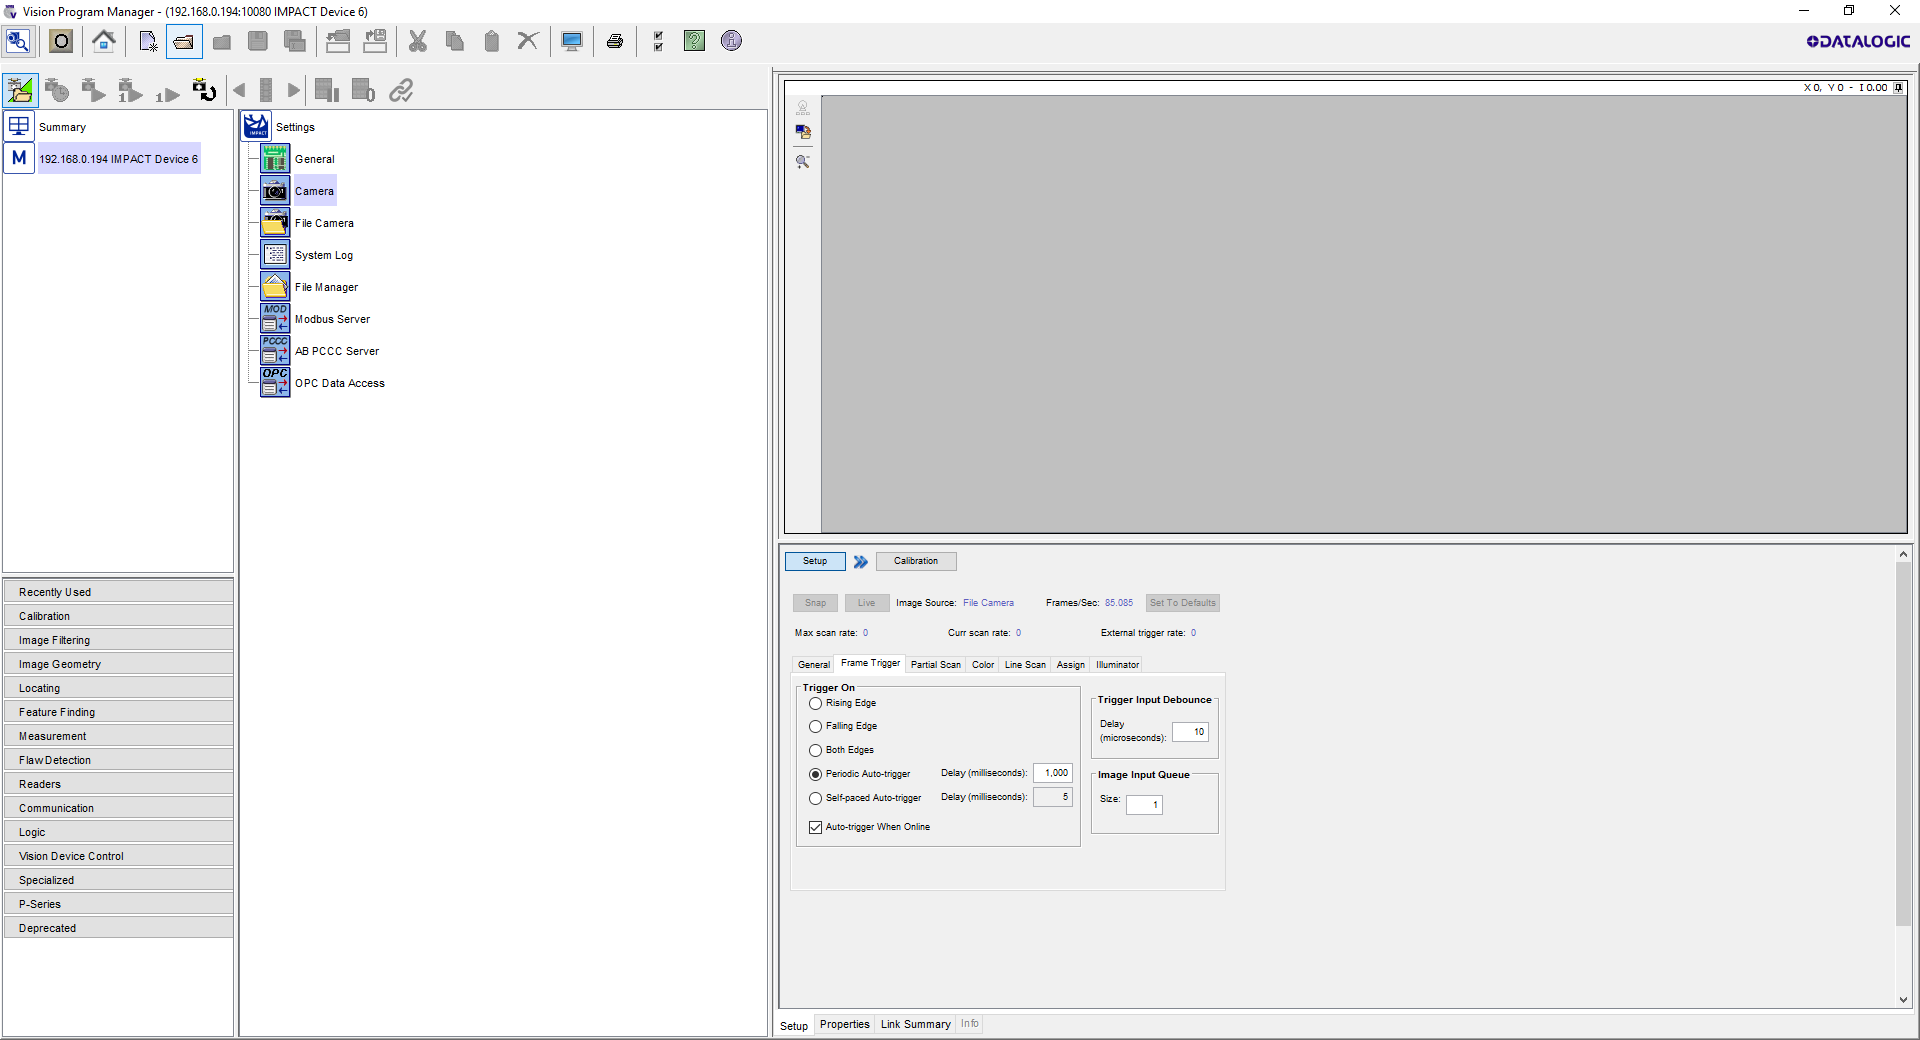 Vision Program Manager - (192.168.0.194:10080 IMPACT Device 6)
DATALOGIC
X 0, Y 0 - I 0.00
Summary
M 192.168.0.194 IMPACT Device 6
IMPACT
Settings
General
Camera
File Camera
System Log
File Manager
MOD
Modbus Server
PCCC
AB PCCC Server
OPC
OPC Data Access
Recently Used
Calibration
Image Filtering
Image Geometry
Locating
Feature Finding
Measurement
Flaw Detection
Readers
Communication
Logic
Vision Device Control
Specialized
P-Series
Deprecated
Setup
Calibration
Snap Live Image Source: File Camera Frames/Sec: 85.085 Set To Defaults
Max scan rate: 0 Curr scan rate: 0 External trigger rate: 0
General Frame Trigger Partial Scan Color Line Scan Assign Illuminator
Trigger On
Rising Edge
Falling Edge
Both Edges
Periodic Auto-trigger Delay (milliseconds): 1,000
Self-paced Auto-trigger Delay (milliseconds): 5
Auto-trigger When Online
Trigger Input Debounce
Delay
(microseconds): 10
Image Input Queue
Size: 1
Setup Properties Link Summary Info